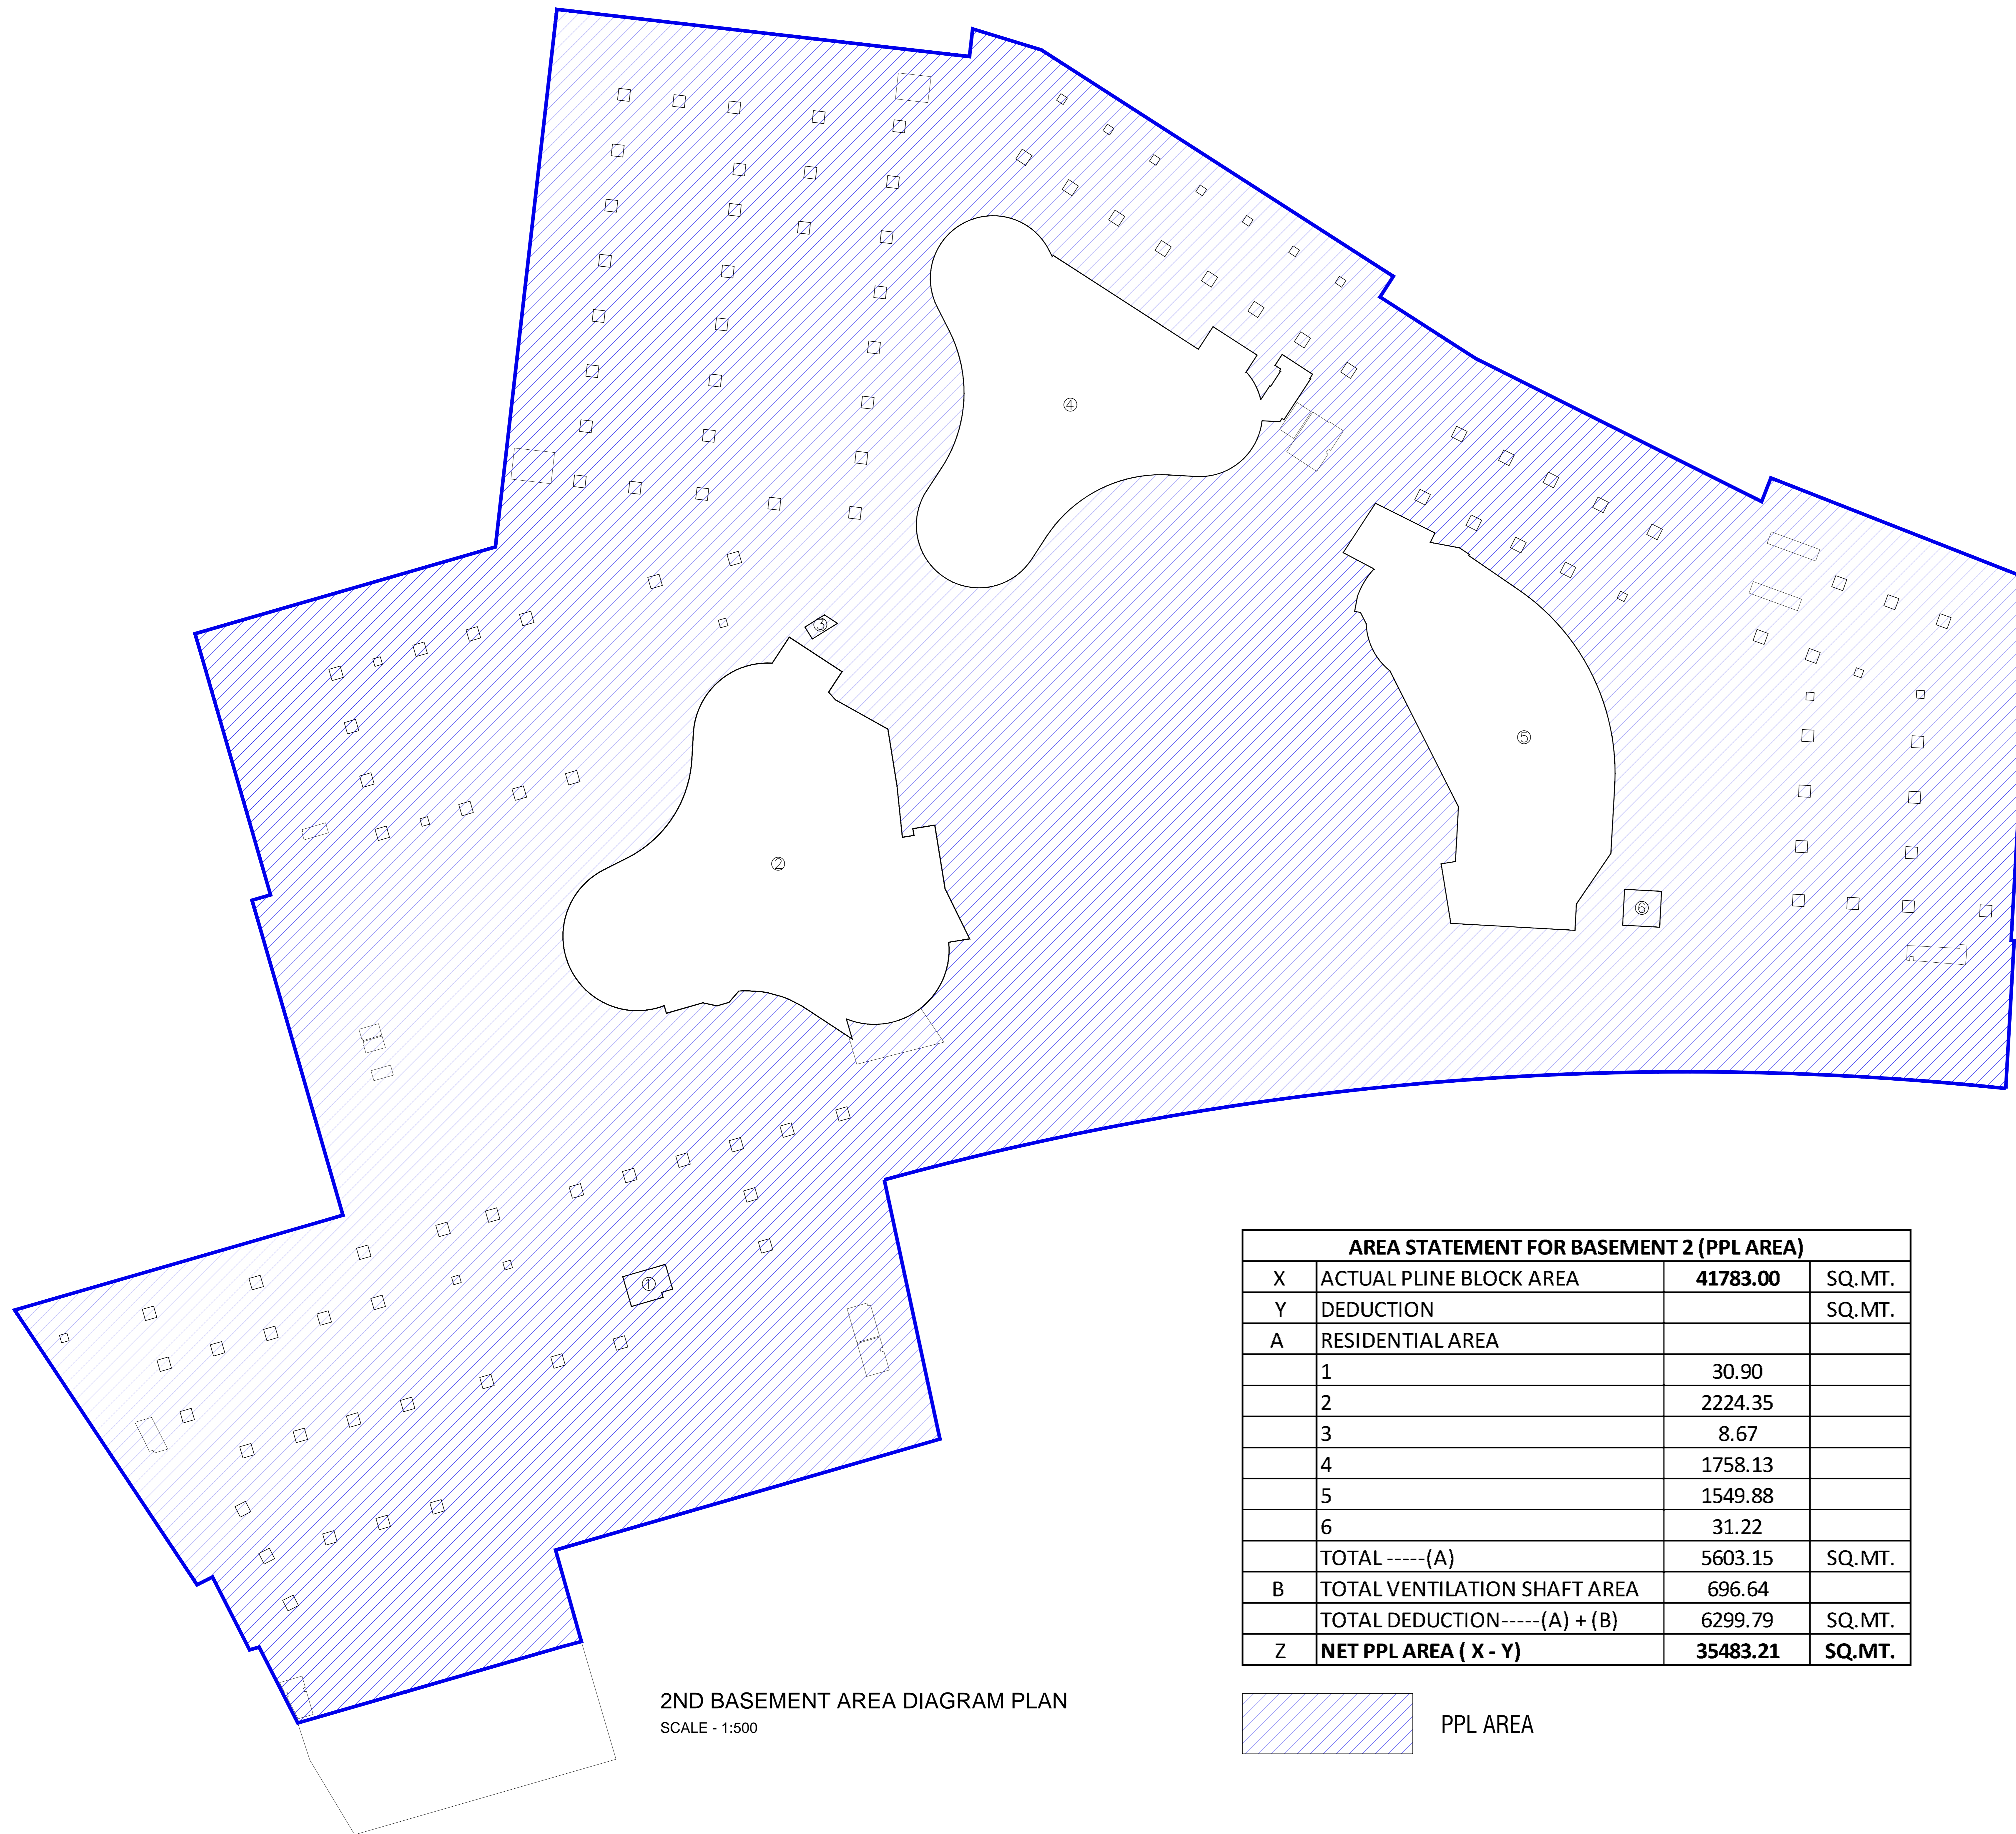 ④
③
⑤
②
⑥
①
AREA STATEMENT FOR BASEMENT 2 (PPL AREA)
X ACTUAL PLINE BLOCK AREA 41783.00 SQ.MT.
Y DEDUCTION SQ.MT.
A RESIDENTIAL AREA
1 30.90
2 2224.35
3 8.67
4 1758.13
5 1549.88
6 31.22
TOTAL -----(A) 5603.15 SQ.MT.
B TOTAL VENTILATION SHAFT AREA 696.64
TOTAL DEDUCTION-----(A) + (B) 6299.79 SQ.MT.
Z NET PPL AREA ( X - Y) 35483.21 SQ.MT.
2ND BASEMENT AREA DIAGRAM PLAN
SCALE - 1:500
PPL AREA